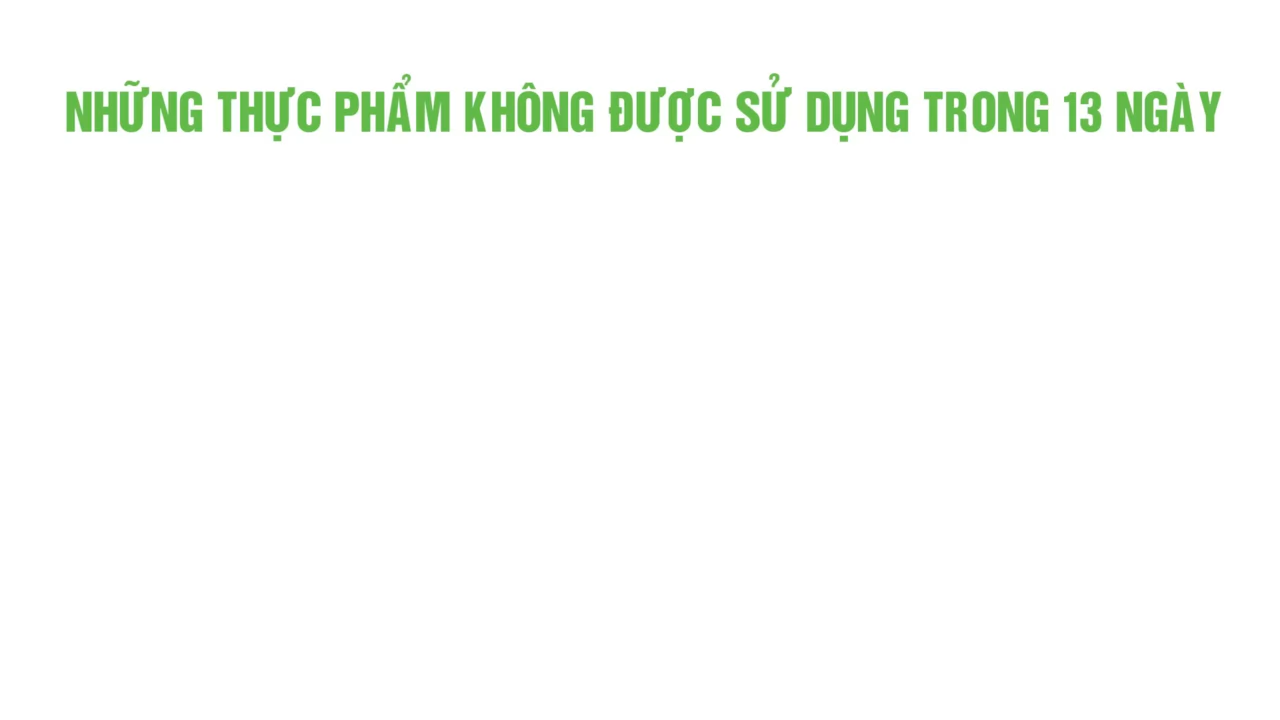 NHỮNG THỰC PHẨM KHÔNG ĐƯỢC SỬ DỤNG TRONG 13 NGÀY